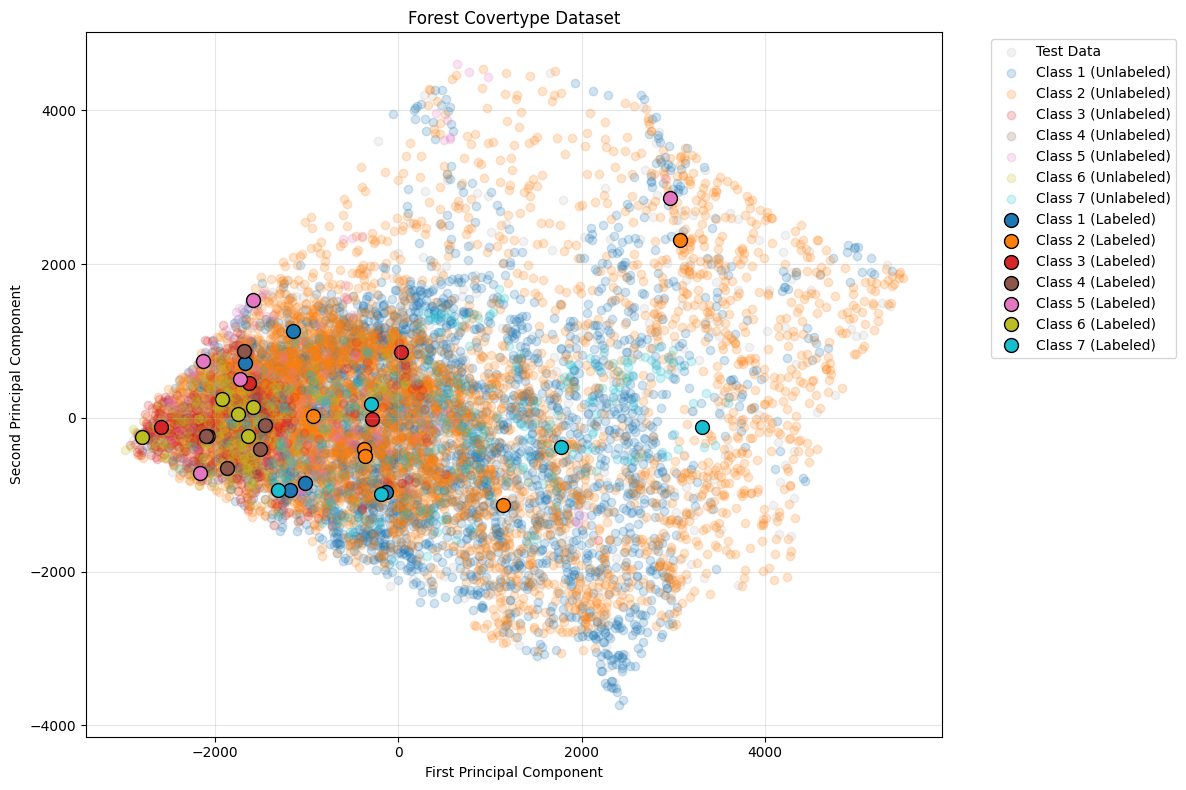 Forest Covertype Dataset
Second Principal Component
4000
2000
0
−2000
−4000
−2000
0
2000
4000
First Principal Component
Test Data
Class 1 (Unlabeled)
Class 2 (Unlabeled)
Class 3 (Unlabeled)
Class 4 (Unlabeled)
Class 5 (Unlabeled)
Class 6 (Unlabeled)
Class 7 (Unlabeled)
Class 1 (Labeled)
Class 2 (Labeled)
Class 3 (Labeled)
Class 4 (Labeled)
Class 5 (Labeled)
Class 6 (Labeled)
Class 7 (Labeled)